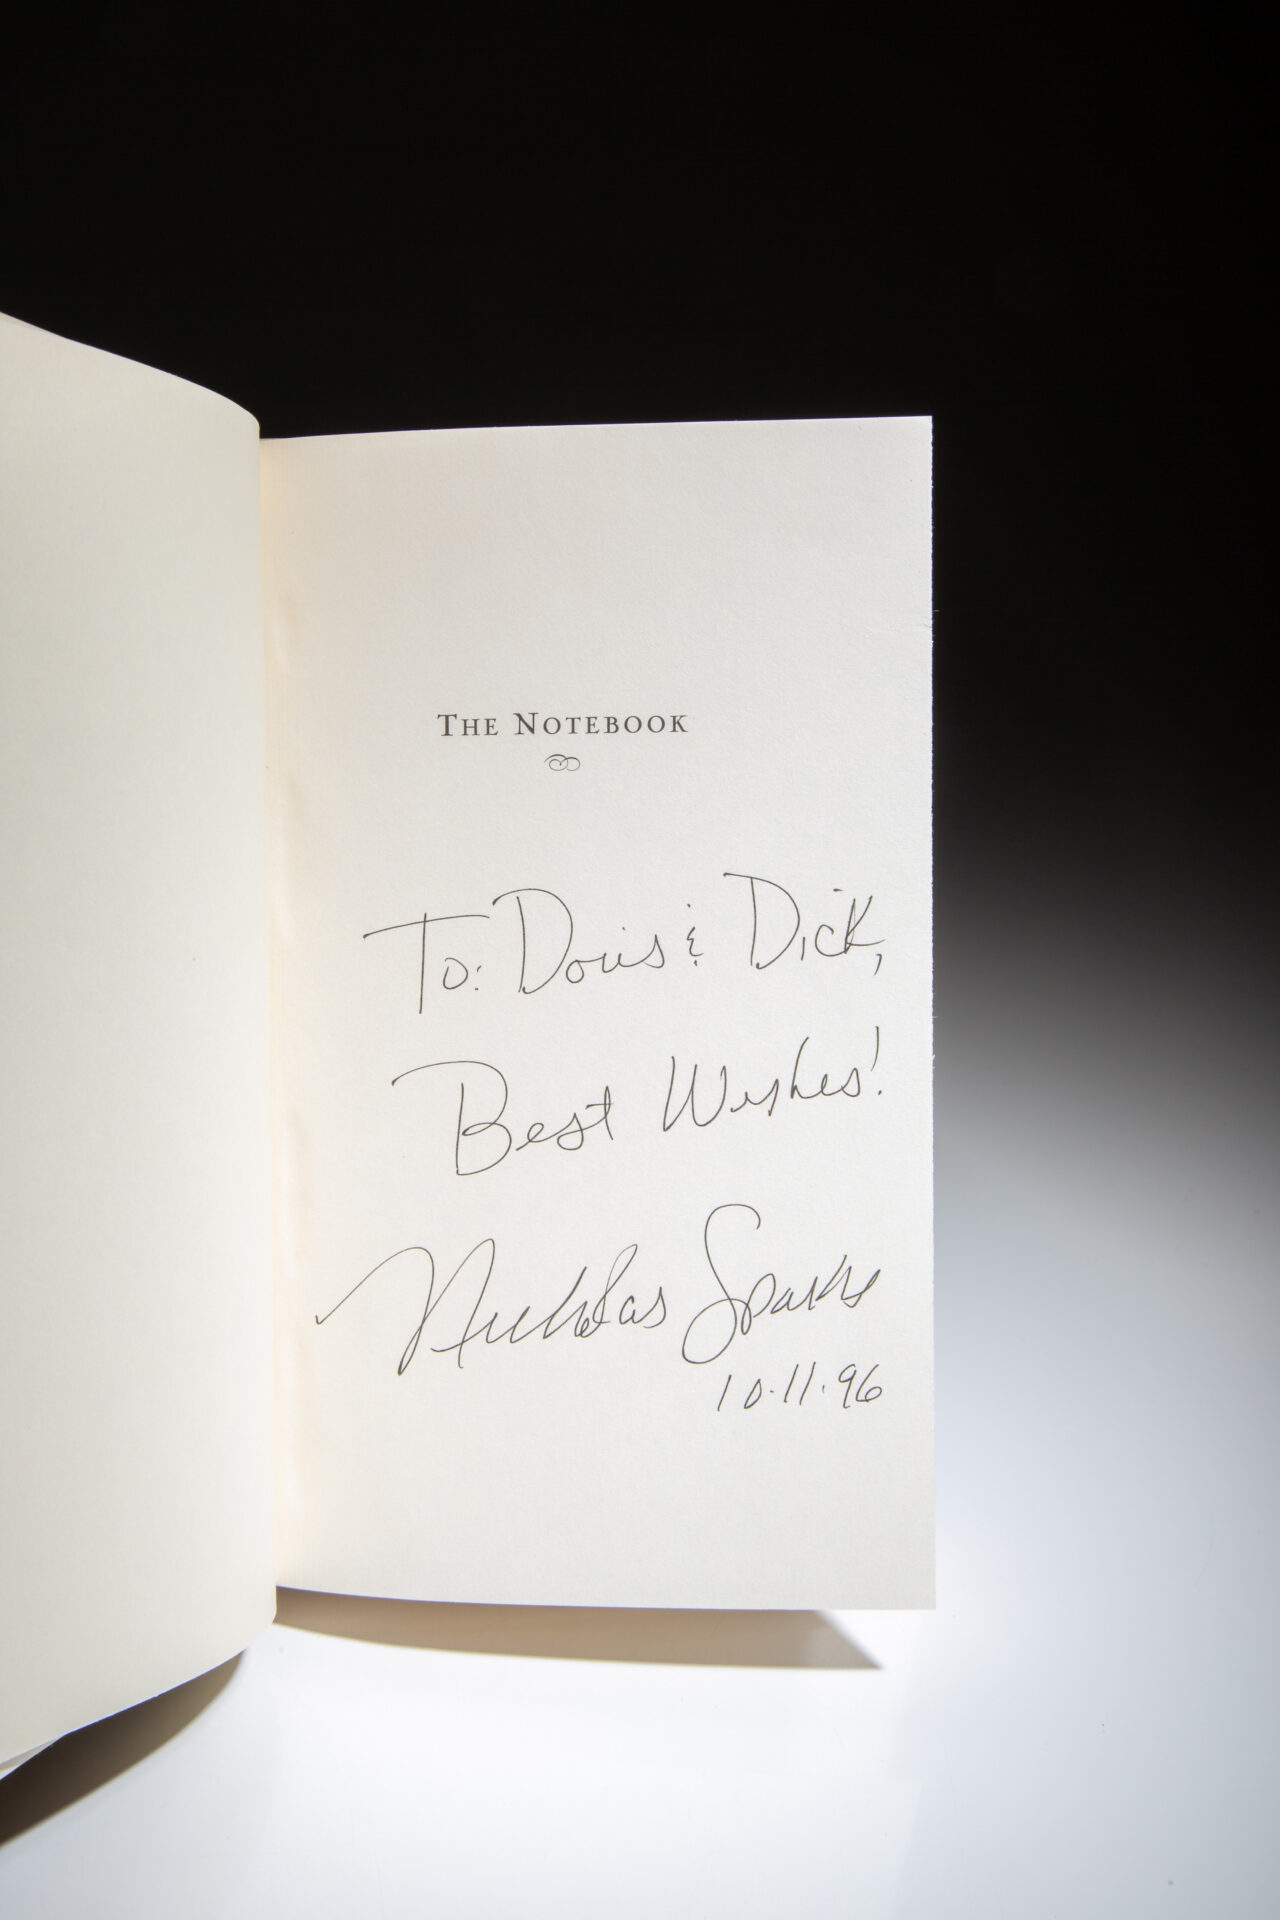 THE NOTEBOOK
To: Doris & Dick,
Best Wishes!
Nicholas Sparks
10.11.96